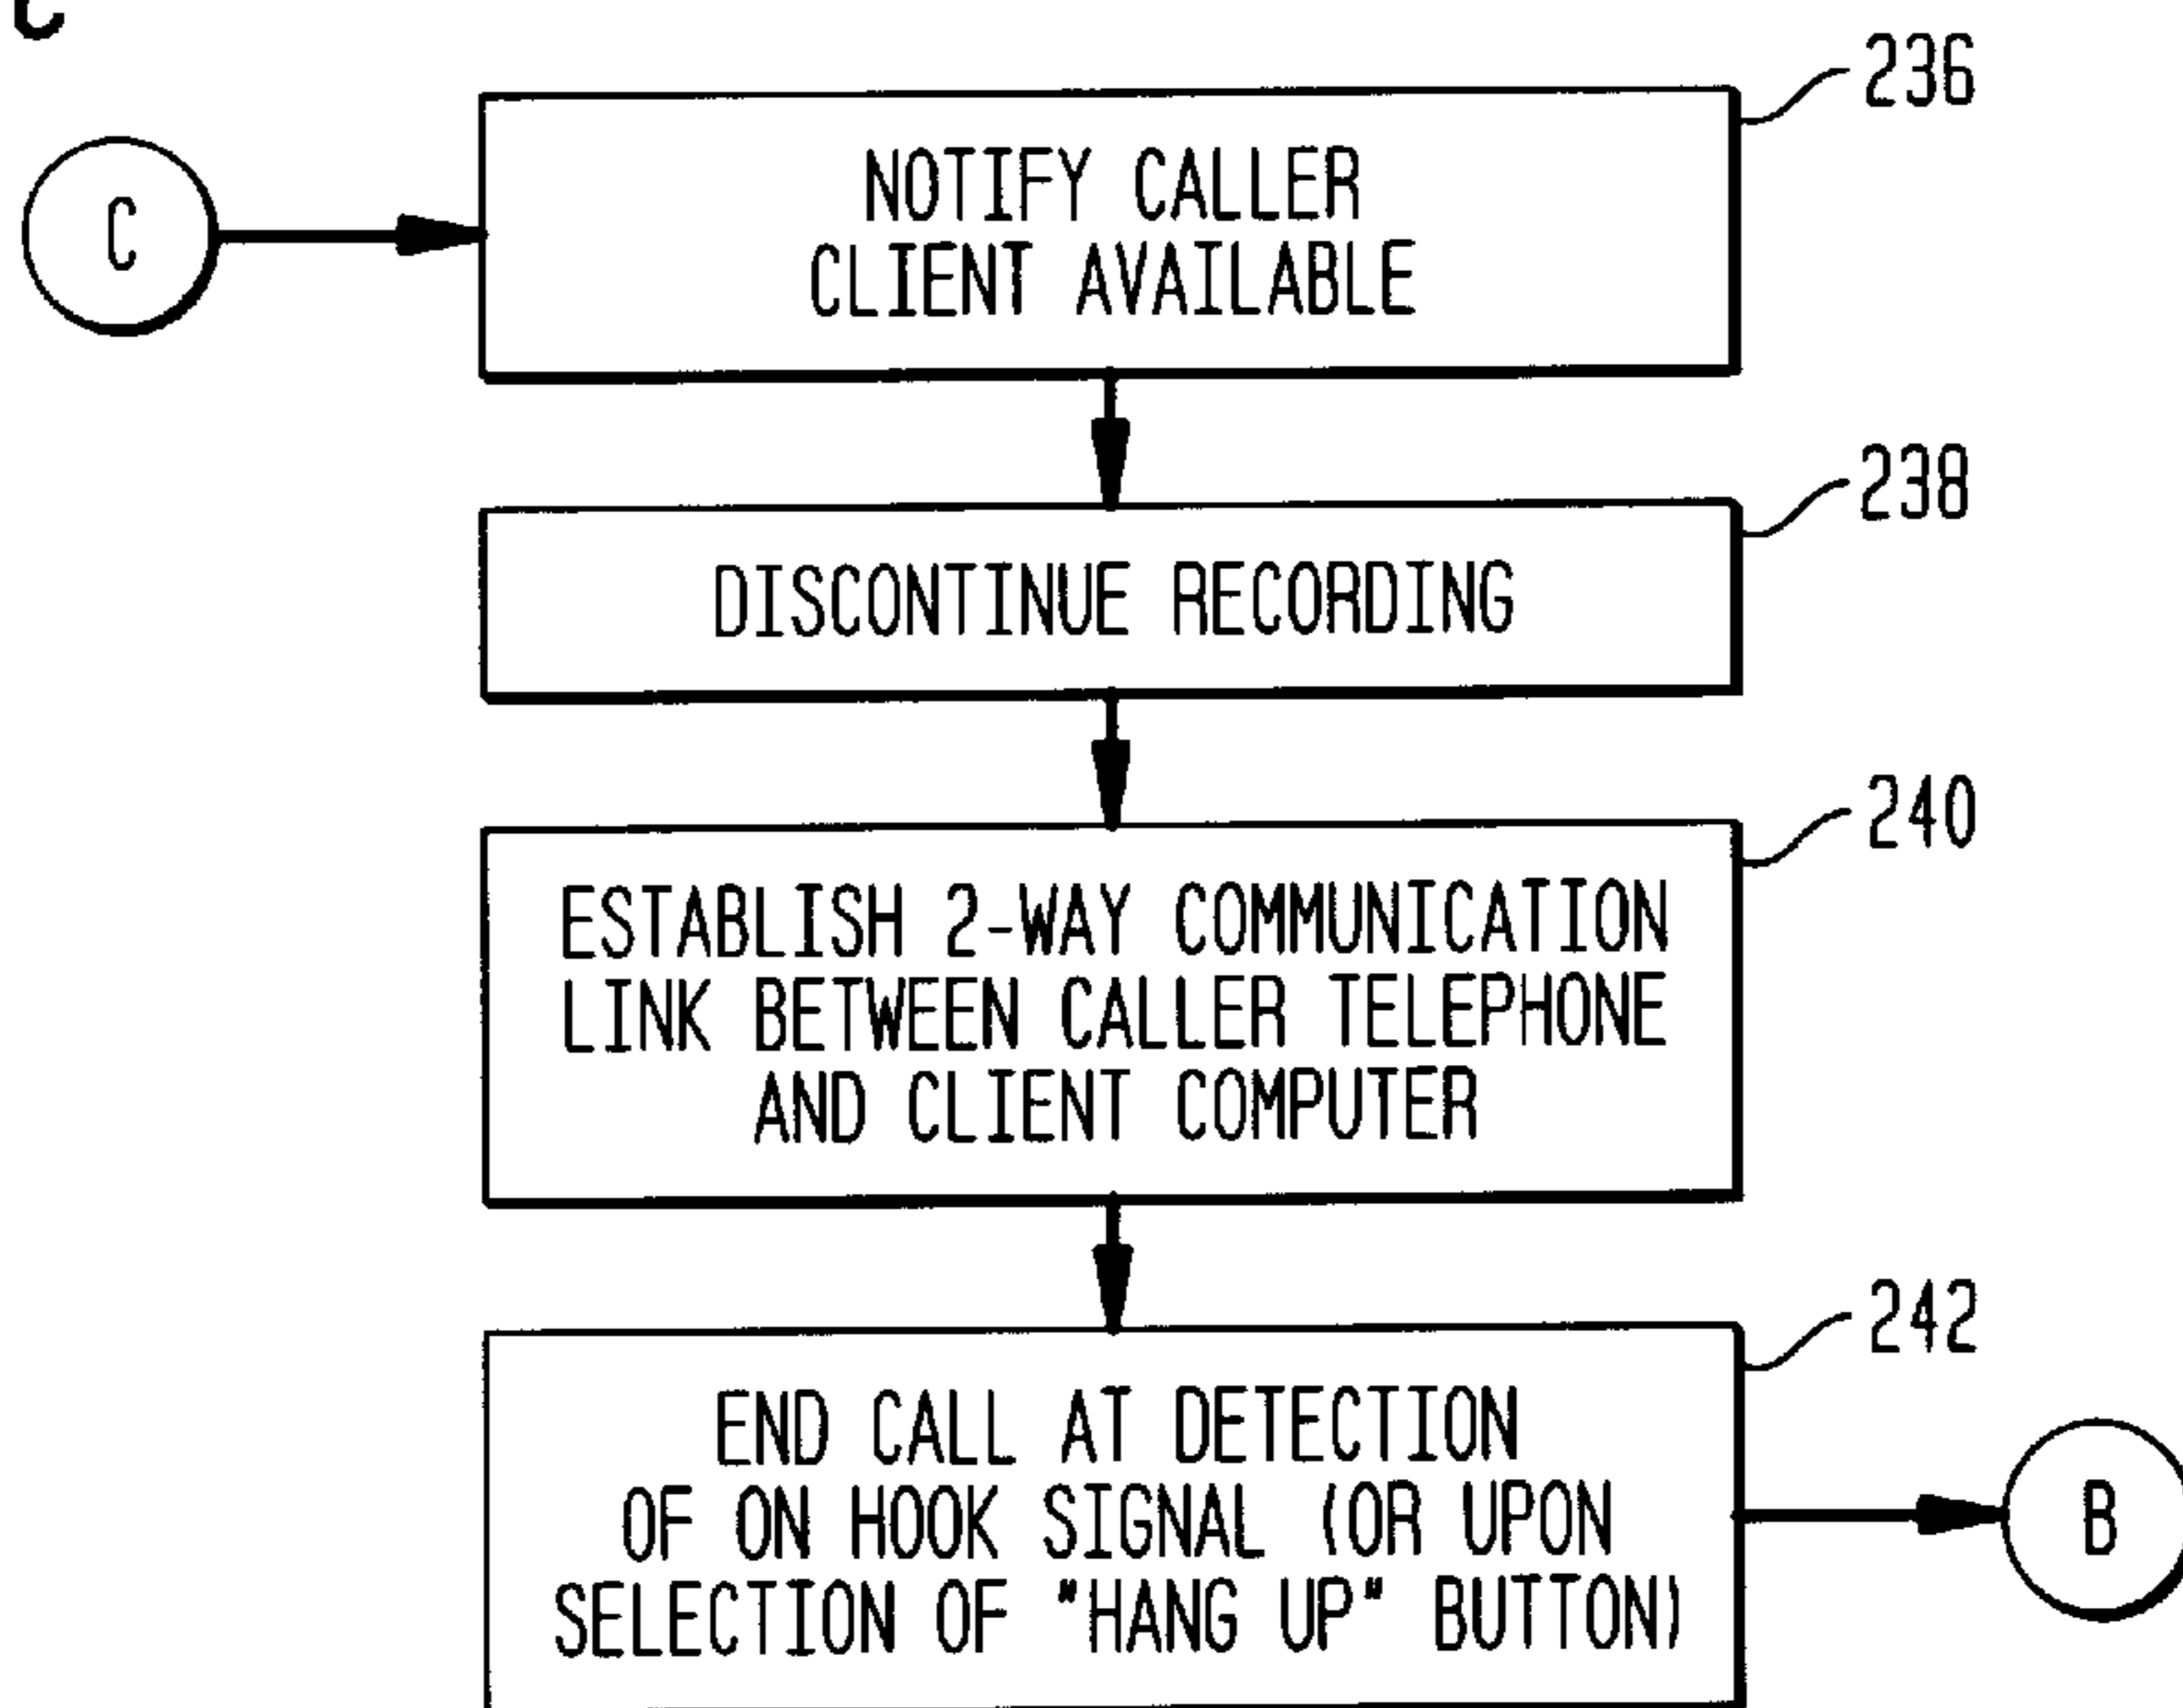 236
C
NOTIFY CALLER
CLIENT AVAILABLE
238
DISCONTINUE RECORDING
240
ESTABLISH 2-WAY COMMUNICATION
LINK BETWEEN CALLER TELEPHONE
AND CLIENT COMPUTER
242
END CALL AT DETECTION
OF ON HOOK SIGNAL (OR UPON
SELECTION OF "HANG UP" BUTTON)
B